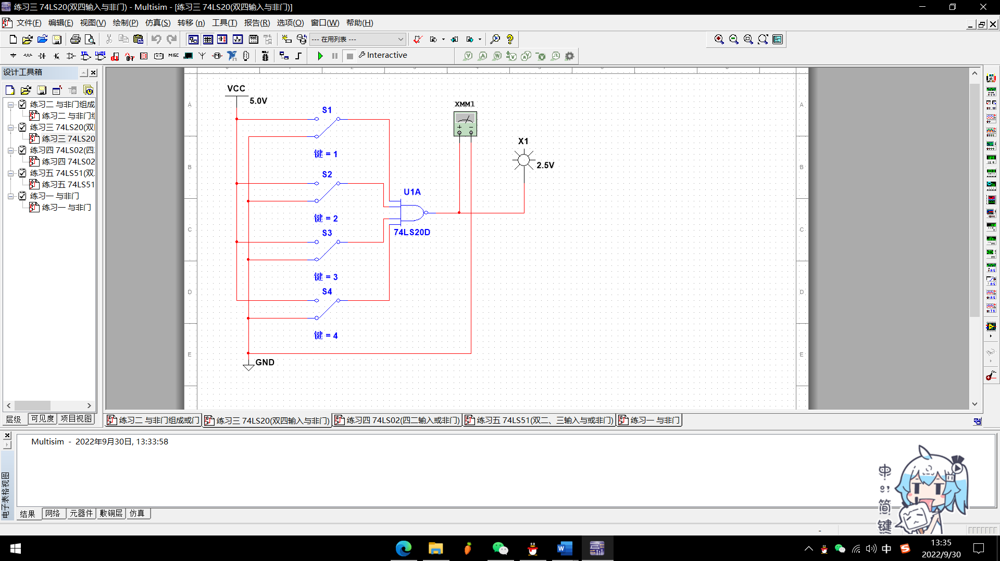 练习三 74LS20(双四输入与非门) - Multisim - [练习三 74LS20(双四输入与非门)]
文件(F) 编辑(E) 视图(V) 绘制(P) 仿真(S) 转移 (n) 工具(T) 报告(R) 选项(O) 窗口(W) 帮助(H)
--- 在用列表 ---
MISC
Interactive
设计工具箱
练习二 与非门组成
练习二 与非门组
练习三 74LS20(双
练习三 74LS20
练习四 74LS02(四
练习四 74LS02
练习五 74LS51(双
练习五 74LS51
练习一 与非门
练习一 与非门
层级 可见度 项目视图
A
B
C
D
E
VCC
5.0V
S1
键 = 1
S2
键 = 2
S3
键 = 3
S4
键 = 4
GND
U1A
74LS20D
XMM1
X1
2.5V
A
B
C
D
E
练习二 与非门组成或门 练习三 74LS20(双四输入与非门) 练习四 74LS02(四二输入或非门) 练习五 74LS51(双二、三输入与或非门) 练习一 与非门
Multisim - 2022年9月30日, 13:33:58
电子表格视图
结果 网络 元器件 敷铜层 仿真
中
简
键
中
13:35
2022/9/30